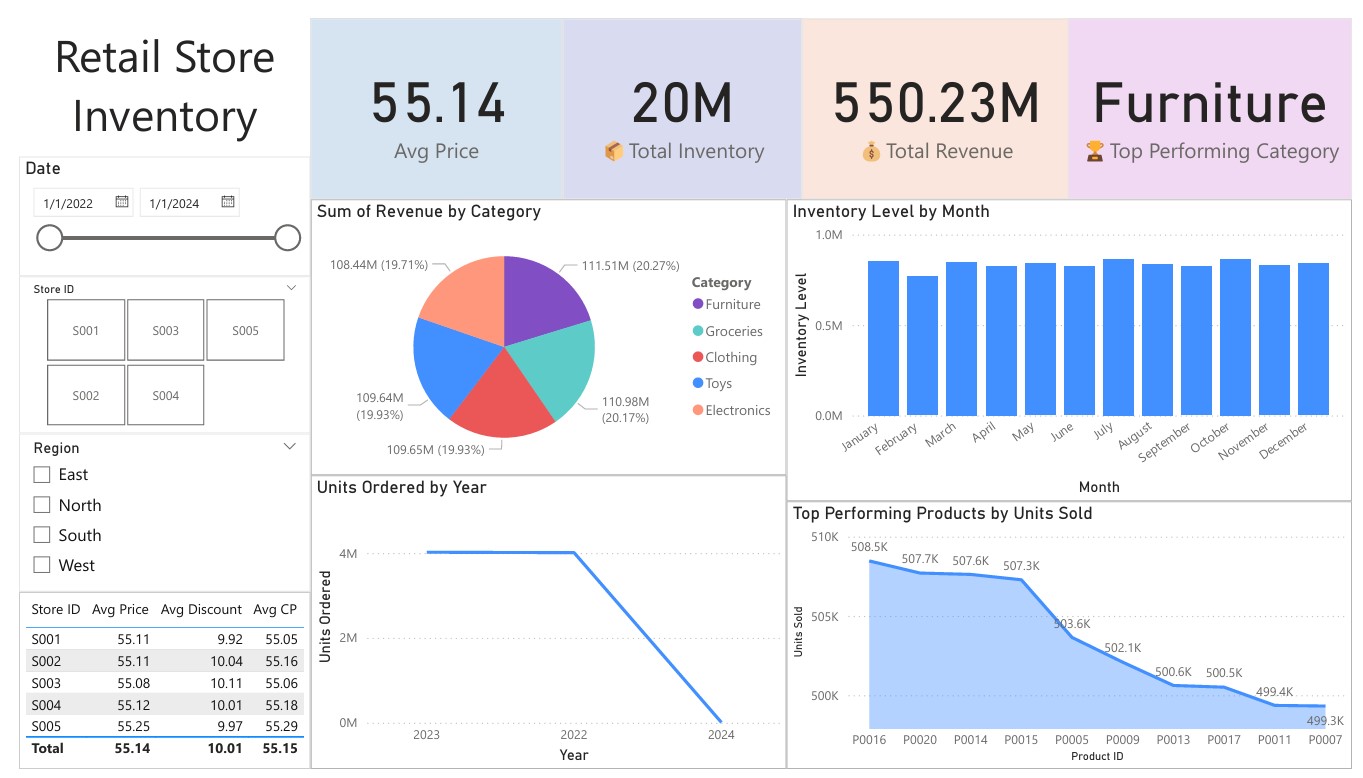 Retail Store
Inventory
55.14
Avg Price
20M
📦 Total Inventory
550.23M
💰 Total Revenue
Furniture
🏆 Top Performing Category
Date
1/1/2022 1/1/2024
Store ID
S001 S003 S005
S002 S004
Region
East
North
South
West
Store ID Avg Price Avg Discount Avg CP
S001 55.11 9.92 55.05
S002 55.11 10.04 55.16
S003 55.08 10.11 55.06
S004 55.12 10.01 55.18
S005 55.25 9.97 55.29
Total 55.14 10.01 55.15
Sum of Revenue by Category
108.44M (19.71%)
111.51M (20.27%)
109.64M
(19.93%)
110.98M
(20.17%)
109.65M (19.93%)
Category
Furniture
Groceries
Clothing
Toys
Electronics
Inventory Level by Month
Inventory Level
1.0M
0.5M
0.0M
January February March April May June July August September October November December
Month
Units Ordered by Year
Units Ordered
4M
2M
0M
2023 2022 2024
Year
Top Performing Products by Units Sold
Units Sold
510K
505K
500K
508.5K 507.7K 507.6K 507.3K 503.6K 502.1K 500.6K 500.5K 499.4K 499.3K
P0016 P0020 P0014 P0015 P0005 P0009 P0013 P0017 P0011 P0007
Product ID